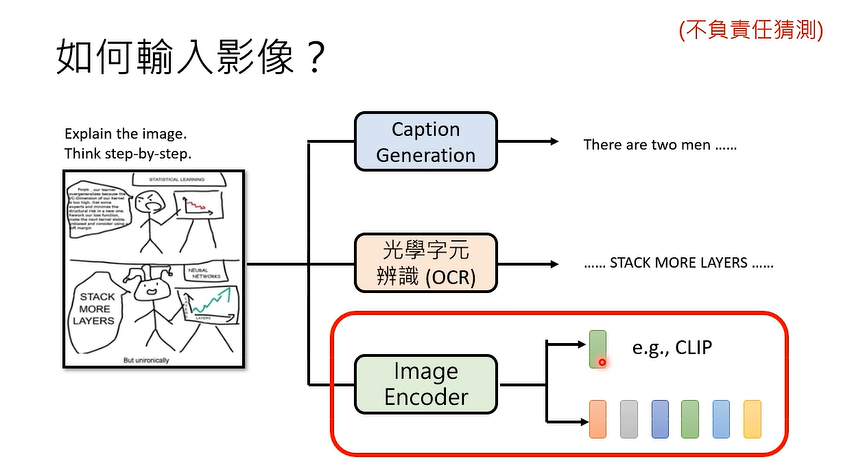 (不負責任猜測)
如何輸入影像？
Explain the image.
Think step-by-step.
STATISTICAL LEARNING
People, our learner
overgeneralizes because the
VC-Dimension of our Kernel
is too high. Get some
experts and minimize the
structural risk in a new one.
Rework our loss function,
make the next kernel stable,
unbiased and consider using
soft margin
NEURAL
NETWORKS
STACK
MORE
LAYERS
LAYERS
But unironically
Caption
Generation
There are two men ......
光學字元
辨識 (OCR)
...... STACK MORE LAYERS ......
Image
Encoder
e.g., CLIP